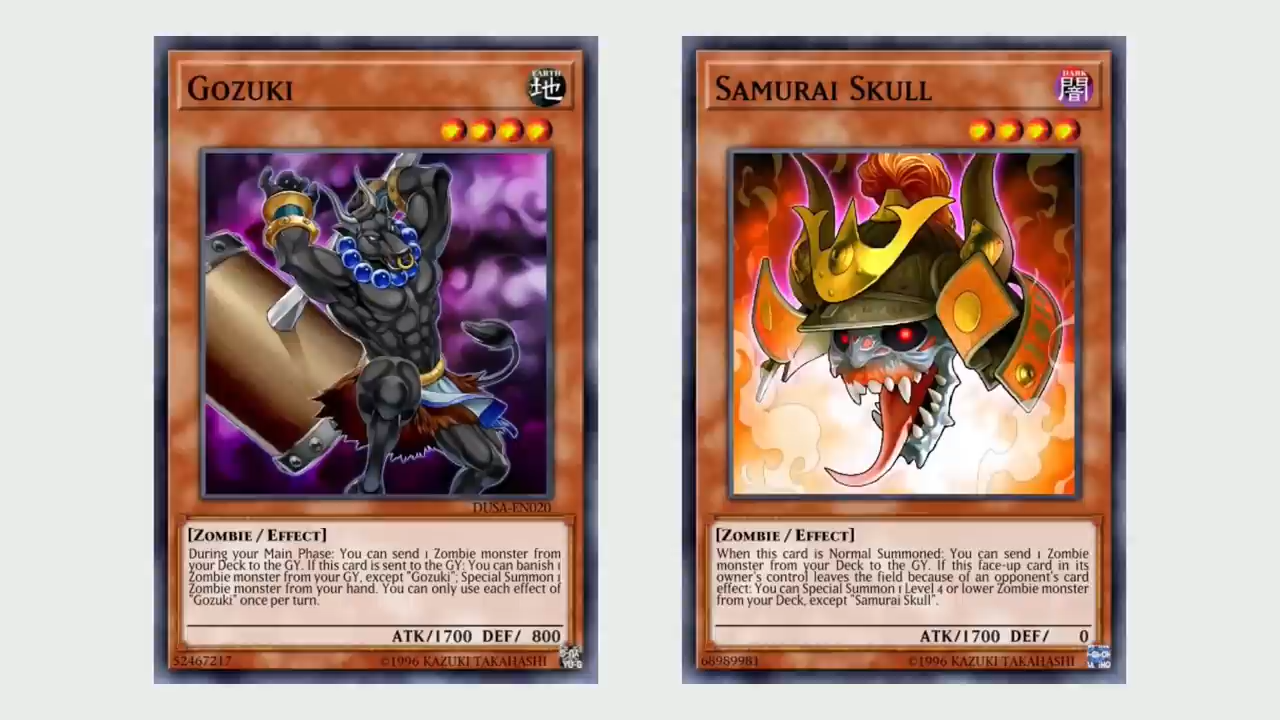 Gozuki
EARTH
地
DUSA-EN020
[Zombie / Effect]
During your Main Phase: You can send 1 Zombie monster from
your Deck to the GY. If this card is sent to the GY: You can banish 1
Zombie monster from your GY, except "Gozuki"; Special Summon 1
Zombie monster from your hand. You can only use each effect of
"Gozuki" once per turn.
ATK/1700 DEF/ 800
52467217
©1996 KAZUKI TAKAHASHI
Samurai Skull
DARK
闇
[Zombie / Effect]
When this card is Normal Summoned: You can send 1 Zombie
monster from your Deck to the GY. If this face-up card in its
owner's control leaves the field because of an opponent's card
effect: You can Special Summon 1 Level 4 or lower Zombie monster
from your Deck, except "Samurai Skull".
ATK/1700 DEF/ 0
68989981
©1996 KAZUKI TAKAHASHI